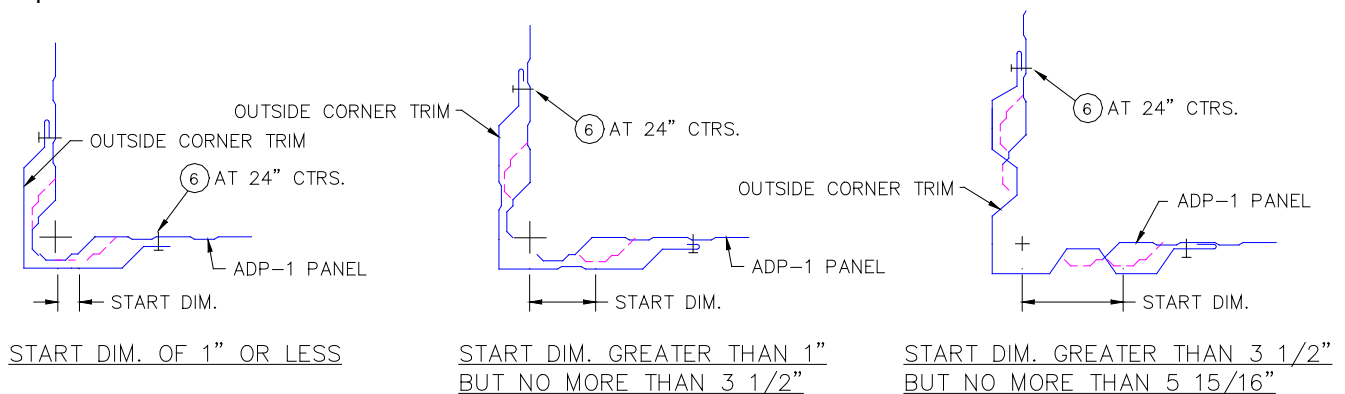 OUTSIDE CORNER TRIM
6 AT 24" CTRS.
ADP-1 PANEL
START DIM.
START DIM. OF 1" OR LESS
OUTSIDE CORNER TRIM
6 AT 24" CTRS.
ADP-1 PANEL
START DIM.
START DIM. GREATER THAN 1"
BUT NO MORE THAN 3 1/2"
6 AT 24" CTRS.
OUTSIDE CORNER TRIM
ADP-1 PANEL
START DIM.
START DIM. GREATER THAN 3 1/2"
BUT NO MORE THAN 5 15/16"